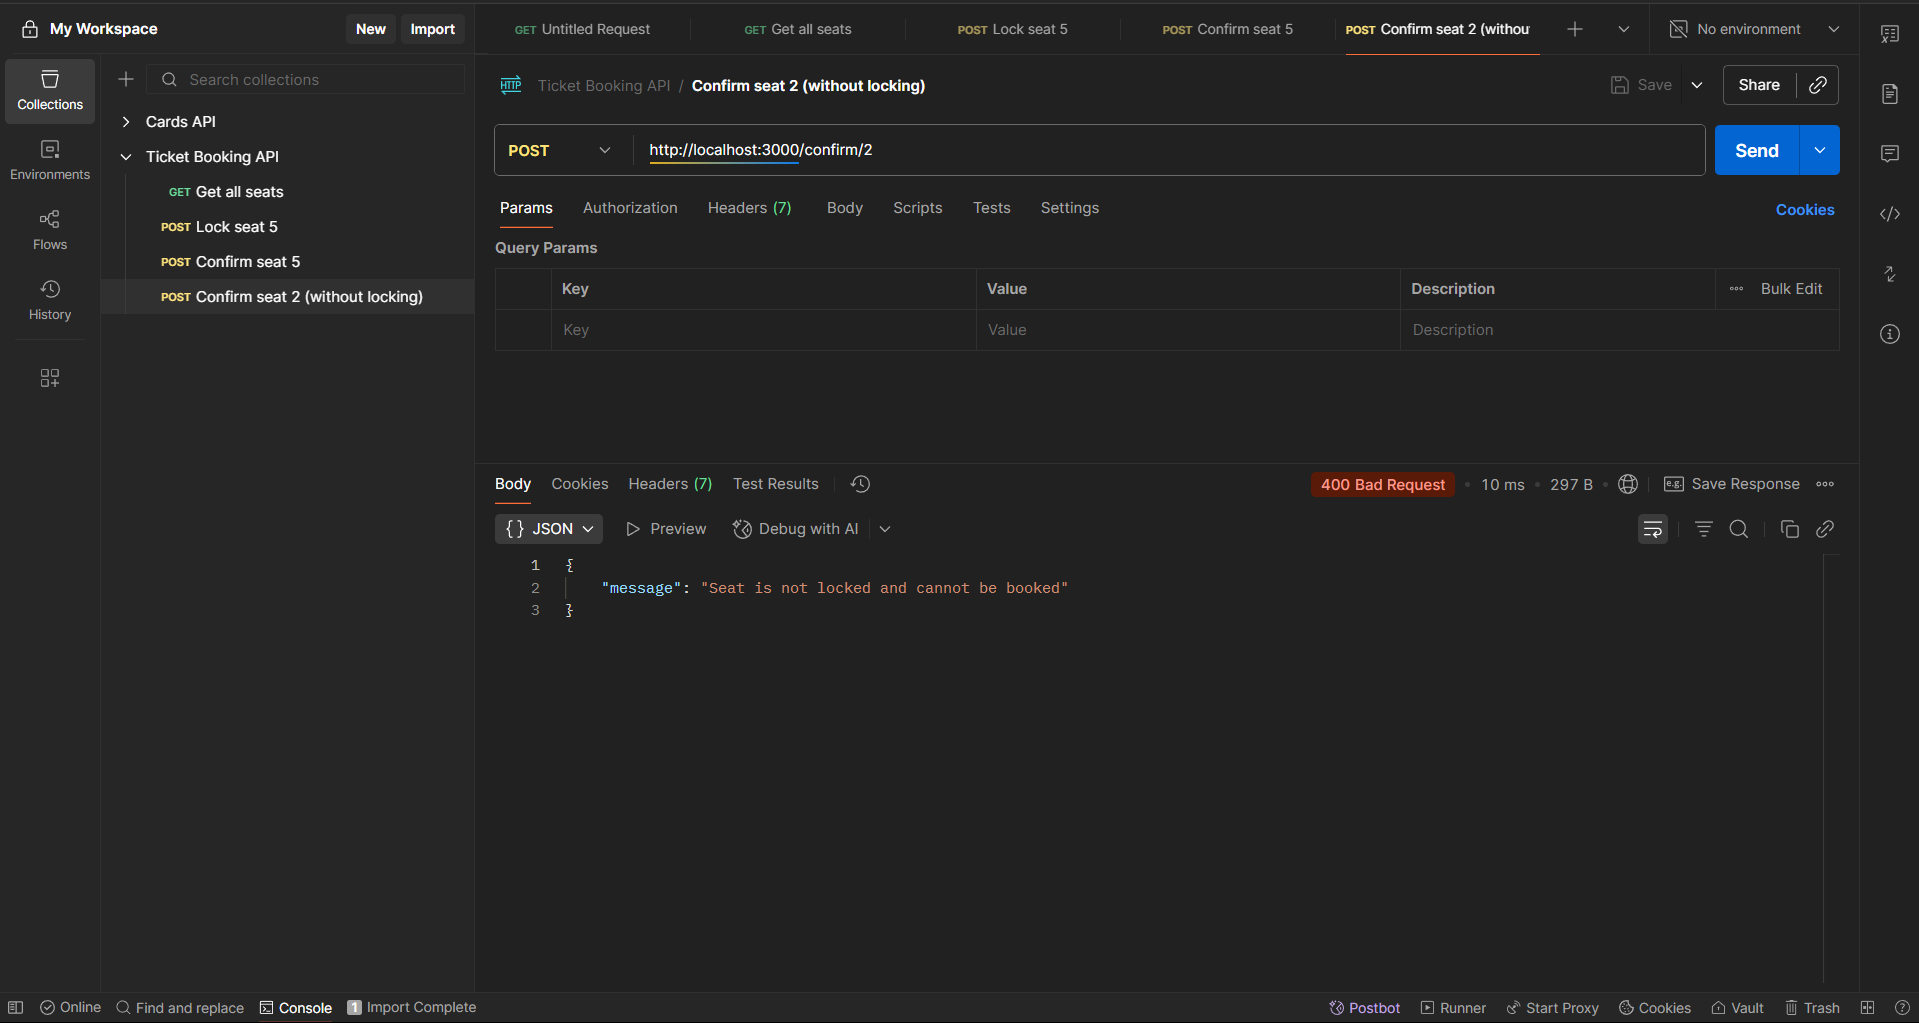 My Workspace
New
Import
GET Untitled Request
GET Get all seats
POST Lock seat 5
POST Confirm seat 5
POST Confirm seat 2 (withou
No environment
Collections
Environments
Flows
History
Search collections
Cards API
Ticket Booking API
GET Get all seats
POST Lock seat 5
POST Confirm seat 5
POST Confirm seat 2 (without locking)
HTTP Ticket Booking API / Confirm seat 2 (without locking)
Save
Share
POST
http://localhost:3000/confirm/2
Send
Params
Authorization
Headers (7)
Body
Scripts
Tests
Settings
Cookies
Query Params
Key
Value
Description
Bulk Edit
Key
Value
Description
Body
Cookies
Headers (7)
Test Results
400 Bad Request
10 ms
297 B
e.g. Save Response
{} JSON
Preview
Debug with AI
1 {
2 "message": "Seat is not locked and cannot be booked"
3 }
Online
Find and replace
Console
1 Import Complete
Postbot
Runner
Start Proxy
Cookies
Vault
Trash